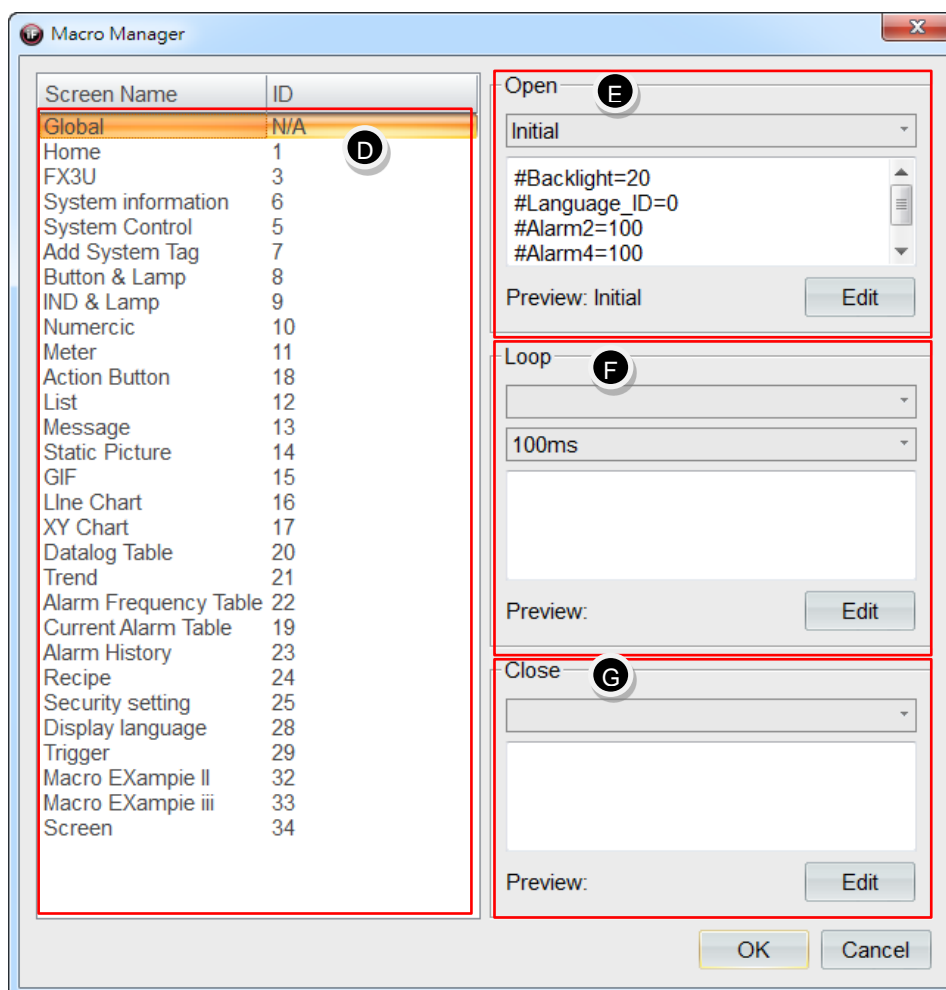 iF Macro Manager
x
Screen Name ID
Global N/A
Home 1
FX3U 3
System information 6
System Control 5
Add System Tag 7
Button & Lamp 8
IND & Lamp 9
Numercic 10
Meter 11
Action Button 18
List 12
Message 13
Static Picture 14
GIF 15
LIne Chart 16
XY Chart 17
Datalog Table 20
Trend 21
Alarm Frequency Table 22
Current Alarm Table 19
Alarm History 23
Recipe 24
Security setting 25
Display language 28
Trigger 29
Macro EXampie II 32
Macro EXampie iii 33
Screen 34
D
Open
E
Initial
#Backlight=20
#Language_ID=0
#Alarm2=100
#Alarm4=100
Preview: Initial Edit
Loop
F
100ms
Preview: Edit
Close
G
Preview: Edit
OK Cancel